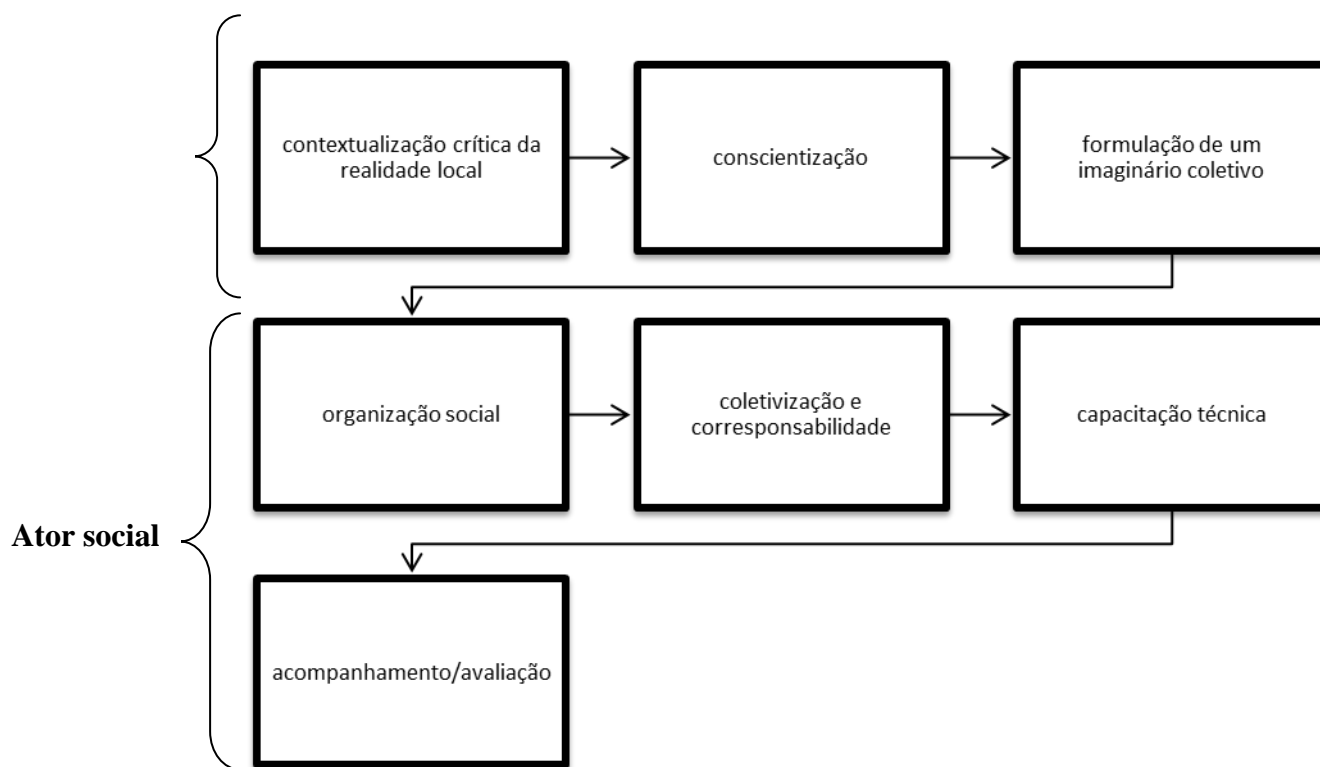 contextualização crítica da
realidade local
conscientização
formulação de um
imaginário coletivo
organização social
coletivização e
corresponsabilidade
capacitação técnica
Ator social
acompanhamento/avaliação